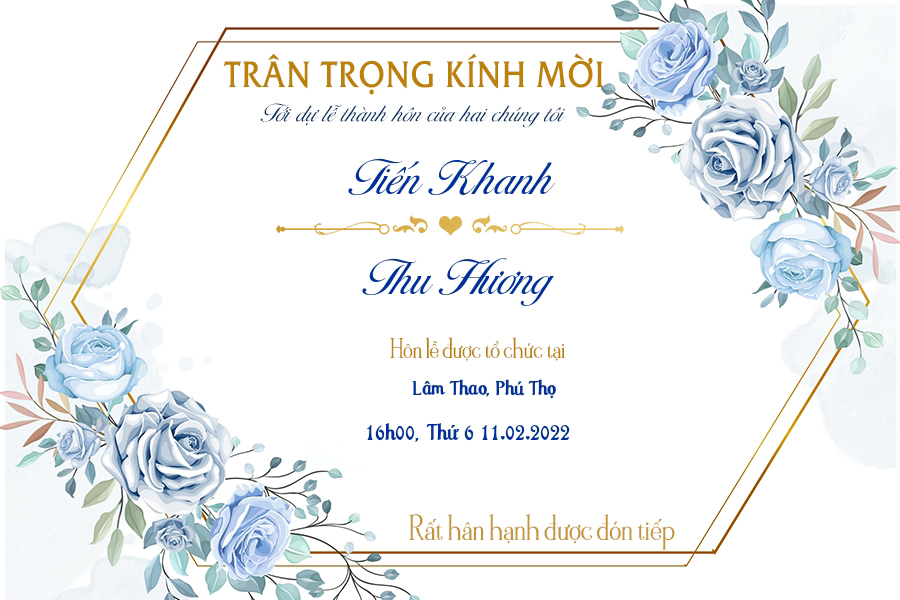 TRÂN TRỌNG KÍNH MỜI
Tới dự lễ thành hôn của hai chúng tôi
Tiến Khanh
Thu Hương
Hôn lễ được tổ chức tại
Lâm Thao, Phú Thọ
16h00, Thứ 6 11.02.2022
Rất hân hạnh được đón tiếp